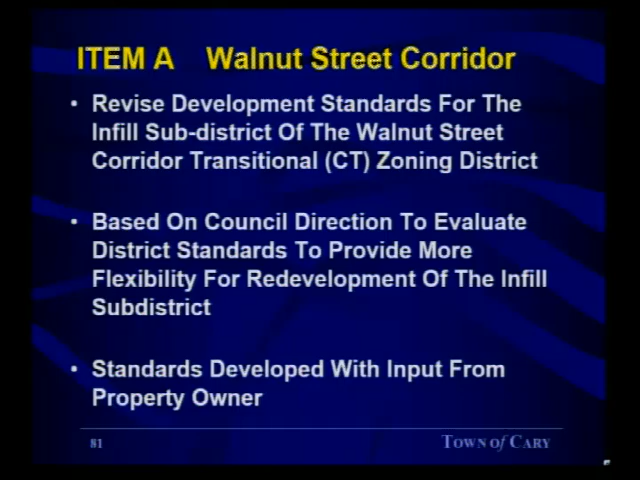 ITEM A Walnut Street Corridor
• Revise Development Standards For The
Infill Sub-district Of The Walnut Street
Corridor Transitional (CT) Zoning District
• Based On Council Direction To Evaluate
District Standards To Provide More
Flexibility For Redevelopment Of The Infill
Subdistrict
• Standards Developed With Input From
Property Owner
81
TOWN of CARY